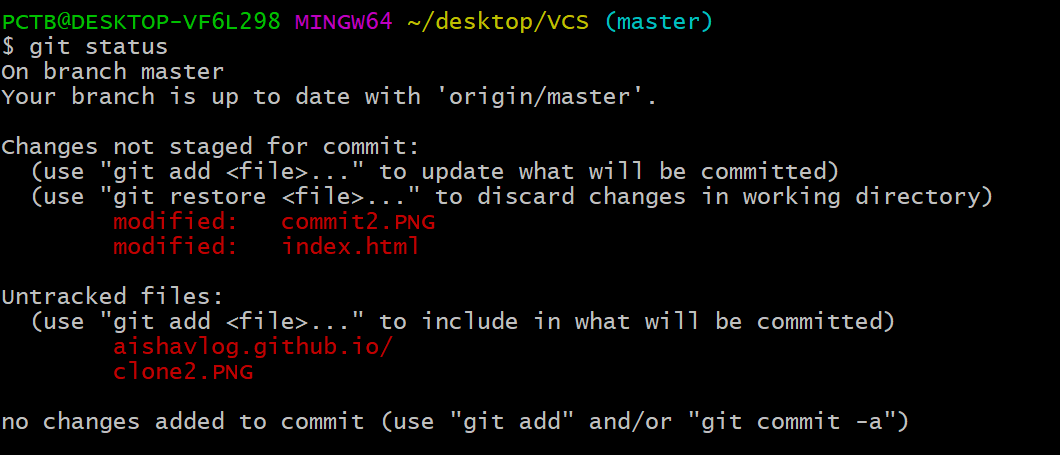 PCTB@DESKTOP-VF6L298 MINGW64 ~/desktop/VCS (master)
$ git status
On branch master
Your branch is up to date with 'origin/master'.

Changes not staged for commit:
  (use "git add <file>..." to update what will be committed)
  (use "git restore <file>..." to discard changes in working directory)
        modified:   commit2.PNG
        modified:   index.html

Untracked files:
  (use "git add <file>..." to include in what will be committed)
        aishavlog.github.io/
        clone2.PNG

no changes added to commit (use "git add" and/or "git commit -a")